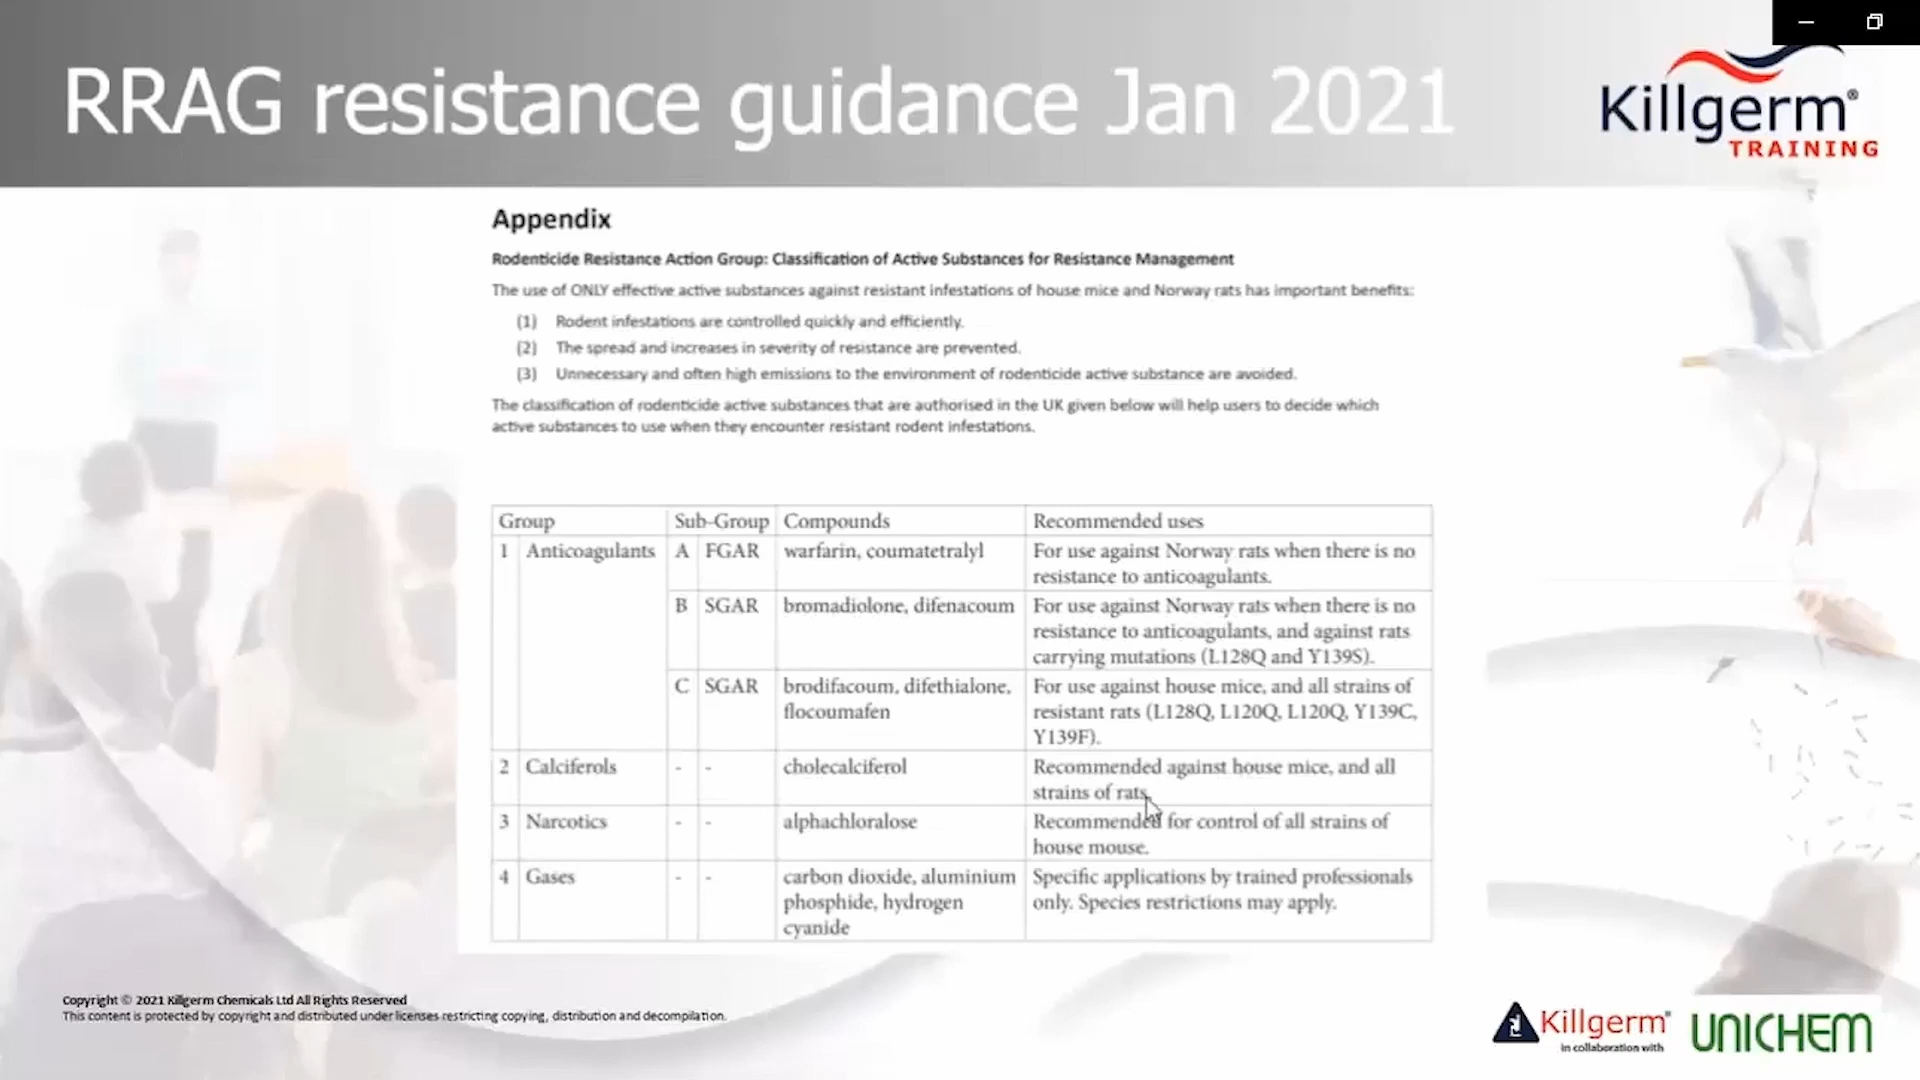 RRAG resistance guidance Jan 2021
Killgerm®
TRAINING
Appendix
Rodenticide Resistance Action Group: Classification of Active Substances for Resistance Management
The use of ONLY effective active substances against resistant infestations of house mice and Norway rats has important benefits:
(1) Rodent infestations are controlled quickly and efficiently.
(2) The spread and increases in severity of resistance are prevented.
(3) Unnecessary and often high emissions to the environment of rodenticide active substance are avoided.
The classification of rodenticide active substances that are authorised in the UK given below will help users to decide which
active substances to use when they encounter resistant rodent infestations.
Group Sub-Group Compounds Recommended uses
1 Anticoagulants A FGAR warfarin, coumatetralyl For use against Norway rats when there is no
resistance to anticoagulants.
B SGAR bromadiolone, difenacoum For use against Norway rats when there is no
resistance to anticoagulants, and against rats
carrying mutations (L128Q and Y139S).
C SGAR brodifacoum, difethialone, For use against house mice, and all strains of
flocoumafen resistant rats (L128Q, L120Q, L120Q, Y139C,
Y139F).
2 Calciferols - - cholecalciferol Recommended against house mice, and all
strains of rats.
3 Narcotics - - alphachloralose Recommended for control of all strains of
house mouse.
4 Gases - - carbon dioxide, aluminium Specific applications by trained professionals
phosphide, hydrogen only. Species restrictions may apply.
cyanide
Copyright © 2021 Killgerm Chemicals Ltd All Rights Reserved
This content is protected by copyright and distributed under licenses restricting copying, distribution and decompilation.
Killgerm®
in collaboration with
UNICHEM